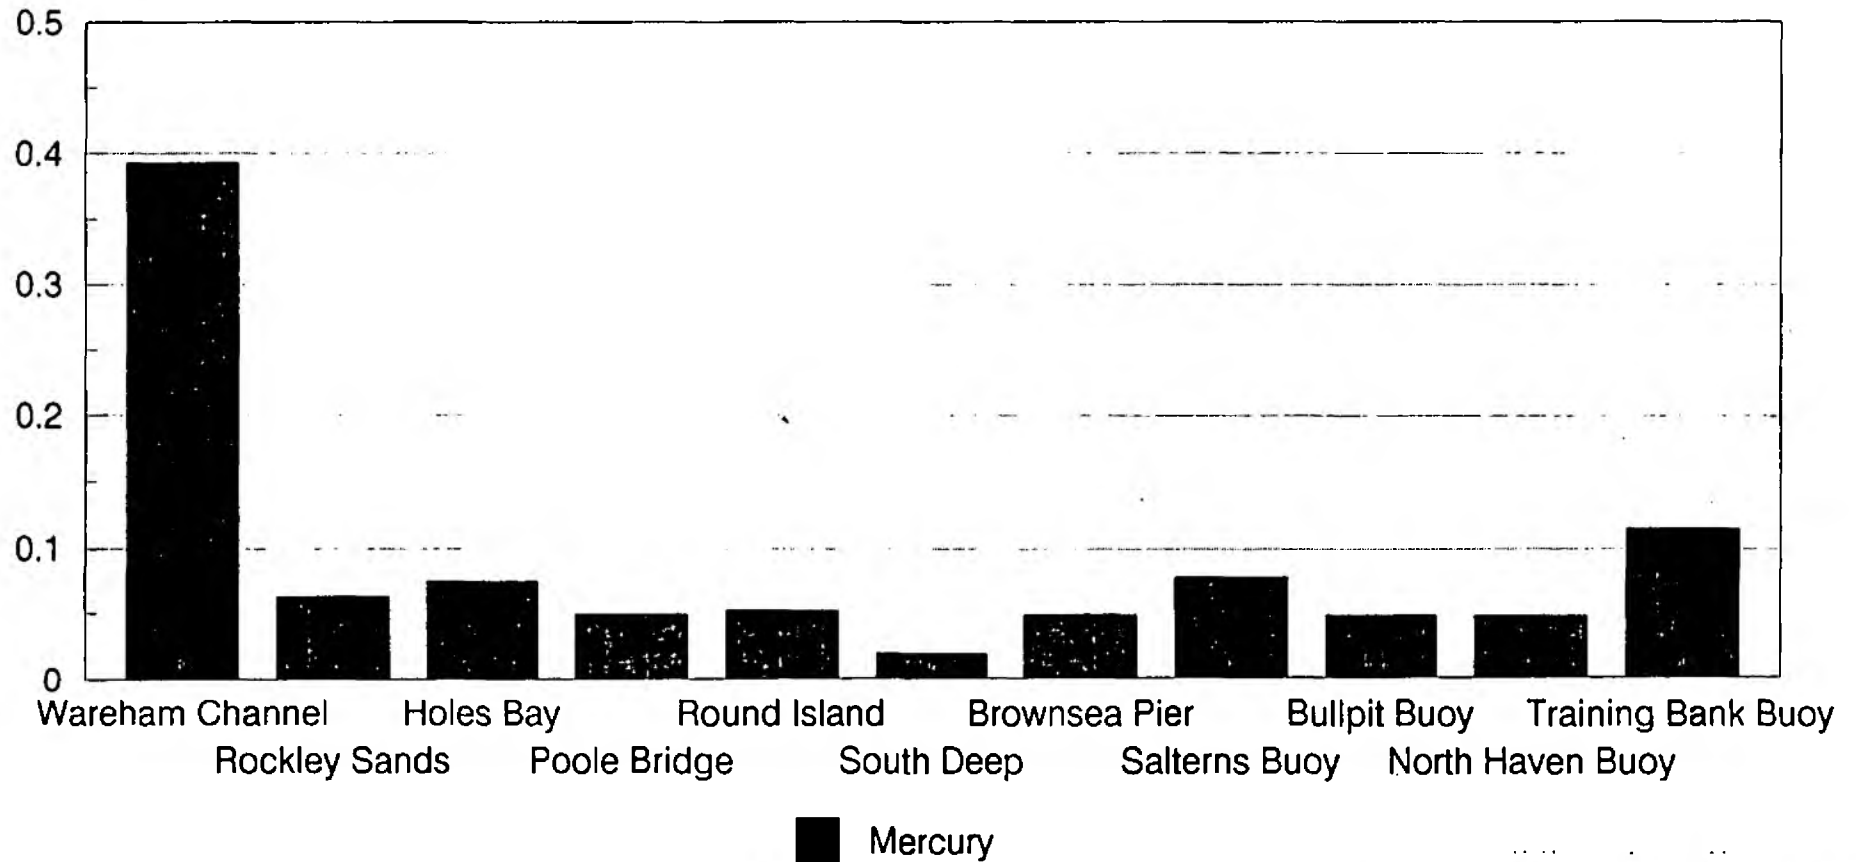 0.5
0.4
0.3
0.2
0.1
0
Wareham Channel Holes Bay Round Island Brownsea Pier Bullpit Buoy Training Bank Buoy
Rockley Sands Poole Bridge South Deep Salterns Buoy North Haven Buoy
Mercury